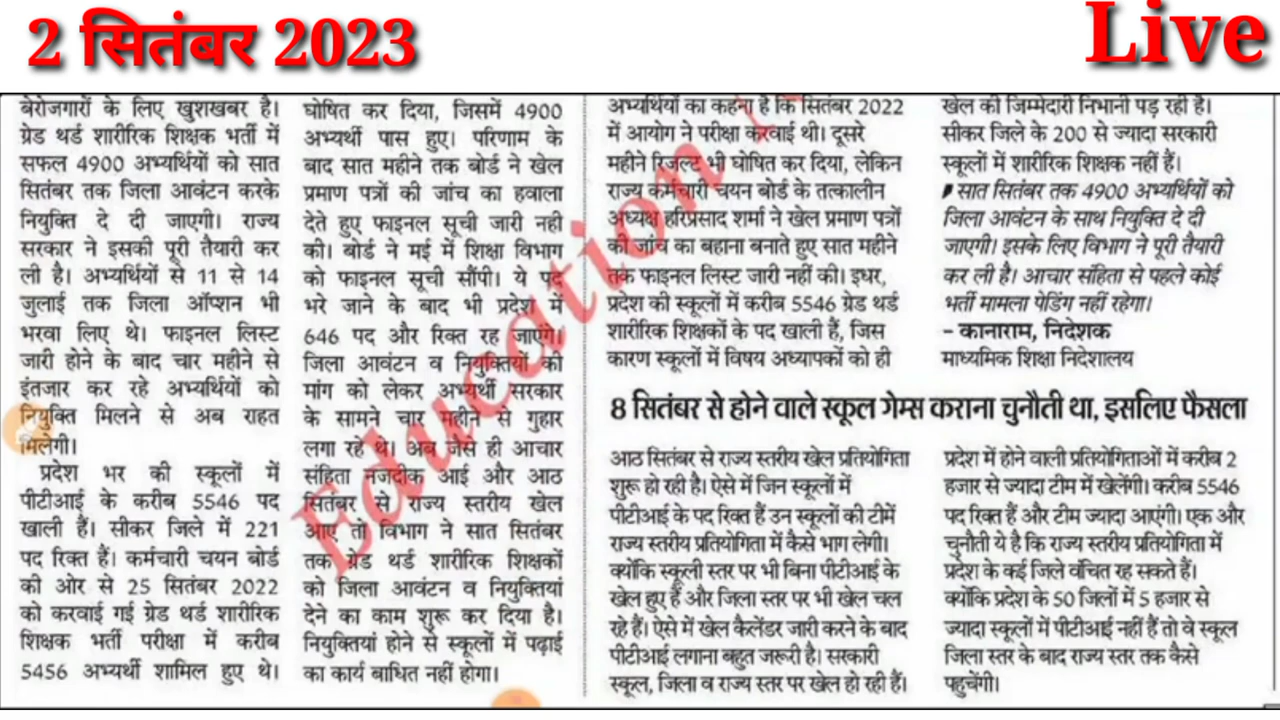 2 सितंबर 2023
Live
बेरोजगारों के लिए खुशखबर है।
ग्रेड थर्ड शारीरिक शिक्षक भर्ती में
सफल 4900 अभ्यर्थियों को सात
सितंबर तक जिला आवंटन करके
नियुक्ति दे दी जाएगी। राज्य
सरकार ने इसकी पूरी तैयारी कर
ली है। अभ्यर्थियों से 11 से 14
जुलाई तक जिला ऑप्शन भी
भरवा लिए थे। फाइनल लिस्ट
जारी होने के बाद चार महीने से
इंतजार कर रहे अभ्यर्थियों को
नियुक्ति मिलने से अब राहत
मिलेगी।
प्रदेश भर की स्कूलों में
पीटीआई के करीब 5546 पद
खाली हैं। सीकर जिले में 221
पद रिक्त हैं। कर्मचारी चयन बोर्ड
की ओर से 25 सितंबर 2022
को करवाई गई ग्रेड थर्ड शारीरिक
शिक्षक भर्ती परीक्षा में करीब
5456 अभ्यर्थी शामिल हुए थे।
घोषित कर दिया, जिसमें 4900
अभ्यर्थी पास हुए। परिणाम के
बाद सात महीने तक बोर्ड ने खेल
प्रमाण पत्रों की जांच का हवाला
देते हुए फाइनल सूची जारी नही
की। बोर्ड ने मई में शिक्षा विभाग
को फाइनल सूची सौंपी। ये पद
भरे जाने के बाद भी प्रदेश में
646 पद और रिक्त रह जाएंगे।
जिला आवंटन व नियुक्तियों की
मांग को लेकर अभ्यर्थी सरकार
के सामने चार महीने से गुहार
लगा रहे थे। अब जैसे ही आचार
संहिता नजदीक आई और आठ
सितंबर से राज्य स्तरीय खेल
आए तो विभाग ने सात सितंबर
तक ग्रेड थर्ड शारीरिक शिक्षकों
को जिला आवंटन व नियुक्तियां
देने का काम शुरू कर दिया है।
नियुक्तियां होने से स्कूलों में पढ़ाई
का कार्य बाधित नहीं होगा।
अभ्यर्थियों का कहना है कि सितंबर 2022
में आयोग ने परीक्षा करवाई थी। दूसरे
महीने रिजल्ट भी घोषित कर दिया, लेकिन
राज्य कर्मचारी चयन बोर्ड के तत्कालीन
अध्यक्ष हरिप्रसाद शर्मा ने खेल प्रमाण पत्रों
की जांच का बहाना बनाते हुए सात महीने
तक फाइनल लिस्ट जारी नहीं की। इधर,
प्रदेश की स्कूलों में करीब 5546 ग्रेड थर्ड
शारीरिक शिक्षकों के पद खाली हैं, जिस
कारण स्कूलों में विषय अध्यापकों को ही
खेल की जिम्मेदारी निभानी पड़ रही है।
सीकर जिले के 200 से ज्यादा सरकारी
स्कूलों में शारीरिक शिक्षक नहीं हैं।
सात सितंबर तक 4900 अभ्यर्थियों को
जिला आवंटन के साथ नियुक्ति दे दी
जाएगी। इसके लिए विभाग ने पूरी तैयारी
कर ली है। आचार संहिता से पहले कोई
भर्ती मामला पेडिंग नहीं रहेगा।
– कानाराम, निदेशक
माध्यमिक शिक्षा निदेशालय
8 सितंबर से होने वाले स्कूल गेम्स कराना चुनौती था, इसलिए फैसला
आठ सितंबर से राज्य स्तरीय खेल प्रतियोगिता
शुरू हो रही है। ऐसे में जिन स्कूलों में
पीटीआई के पद रिक्त हैं उन स्कूलों की टीमें
राज्य स्तरीय प्रतियोगिता में कैसे भाग लेगी।
क्योंकि स्कूली स्तर पर भी बिना पीटीआई के
खेल हुए हैं और जिला स्तर पर भी खेल चल
रहे हैं। ऐसे में खेल कैलेंडर जारी करने के बाद
पीटीआई लगाना बहुत जरूरी है। सरकारी
स्कूल, जिला व राज्य स्तर पर खेल हो रही हैं।
प्रदेश में होने वाली प्रतियोगिताओं में करीब 2
हजार से ज्यादा टीम में खेलेंगी। करीब 5546
पद रिक्त हैं और टीम ज्यादा आएंगी। एक और
चुनौती ये है कि राज्य स्तरीय प्रतियोगिता में
प्रदेश के कई जिले वंचित रह सकते हैं।
क्योंकि प्रदेश के 50 जिलों में 5 हजार से
ज्यादा स्कूलों में पीटीआई नहीं हैं तो वे स्कूल
जिला स्तर के बाद राज्य स्तर तक कैसे
पहुचेंगी।
Education